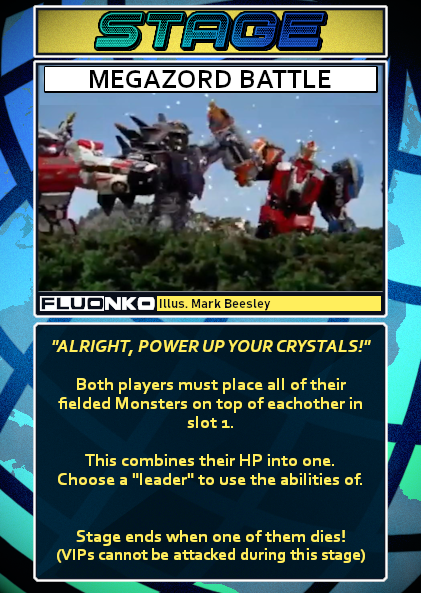 STAGE
MEGAZORD BATTLE
FLUONKO Illus. Mark Beesley
"ALRIGHT, POWER UP YOUR CRYSTALS!"
Both players must place all of their
fielded Monsters on top of eachother in
slot 1.
This combines their HP into one.
Choose a "leader" to use the abilities of.
Stage ends when one of them dies!
(VIPs cannot be attacked during this stage)